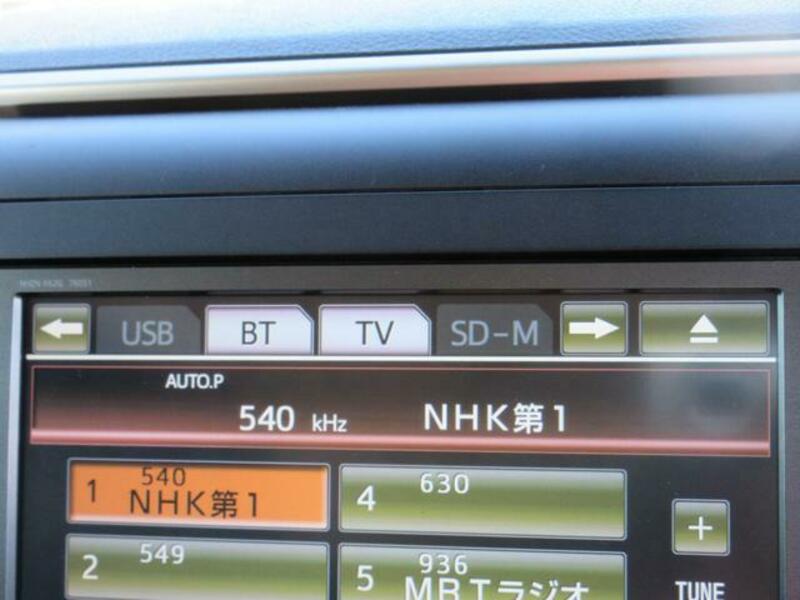 USB BT TV SD-M
AUTO.P
540 kHz NHK第1
1 540 NHK第1
4 630
2 549
5 936 MRTラジオ
TUNE